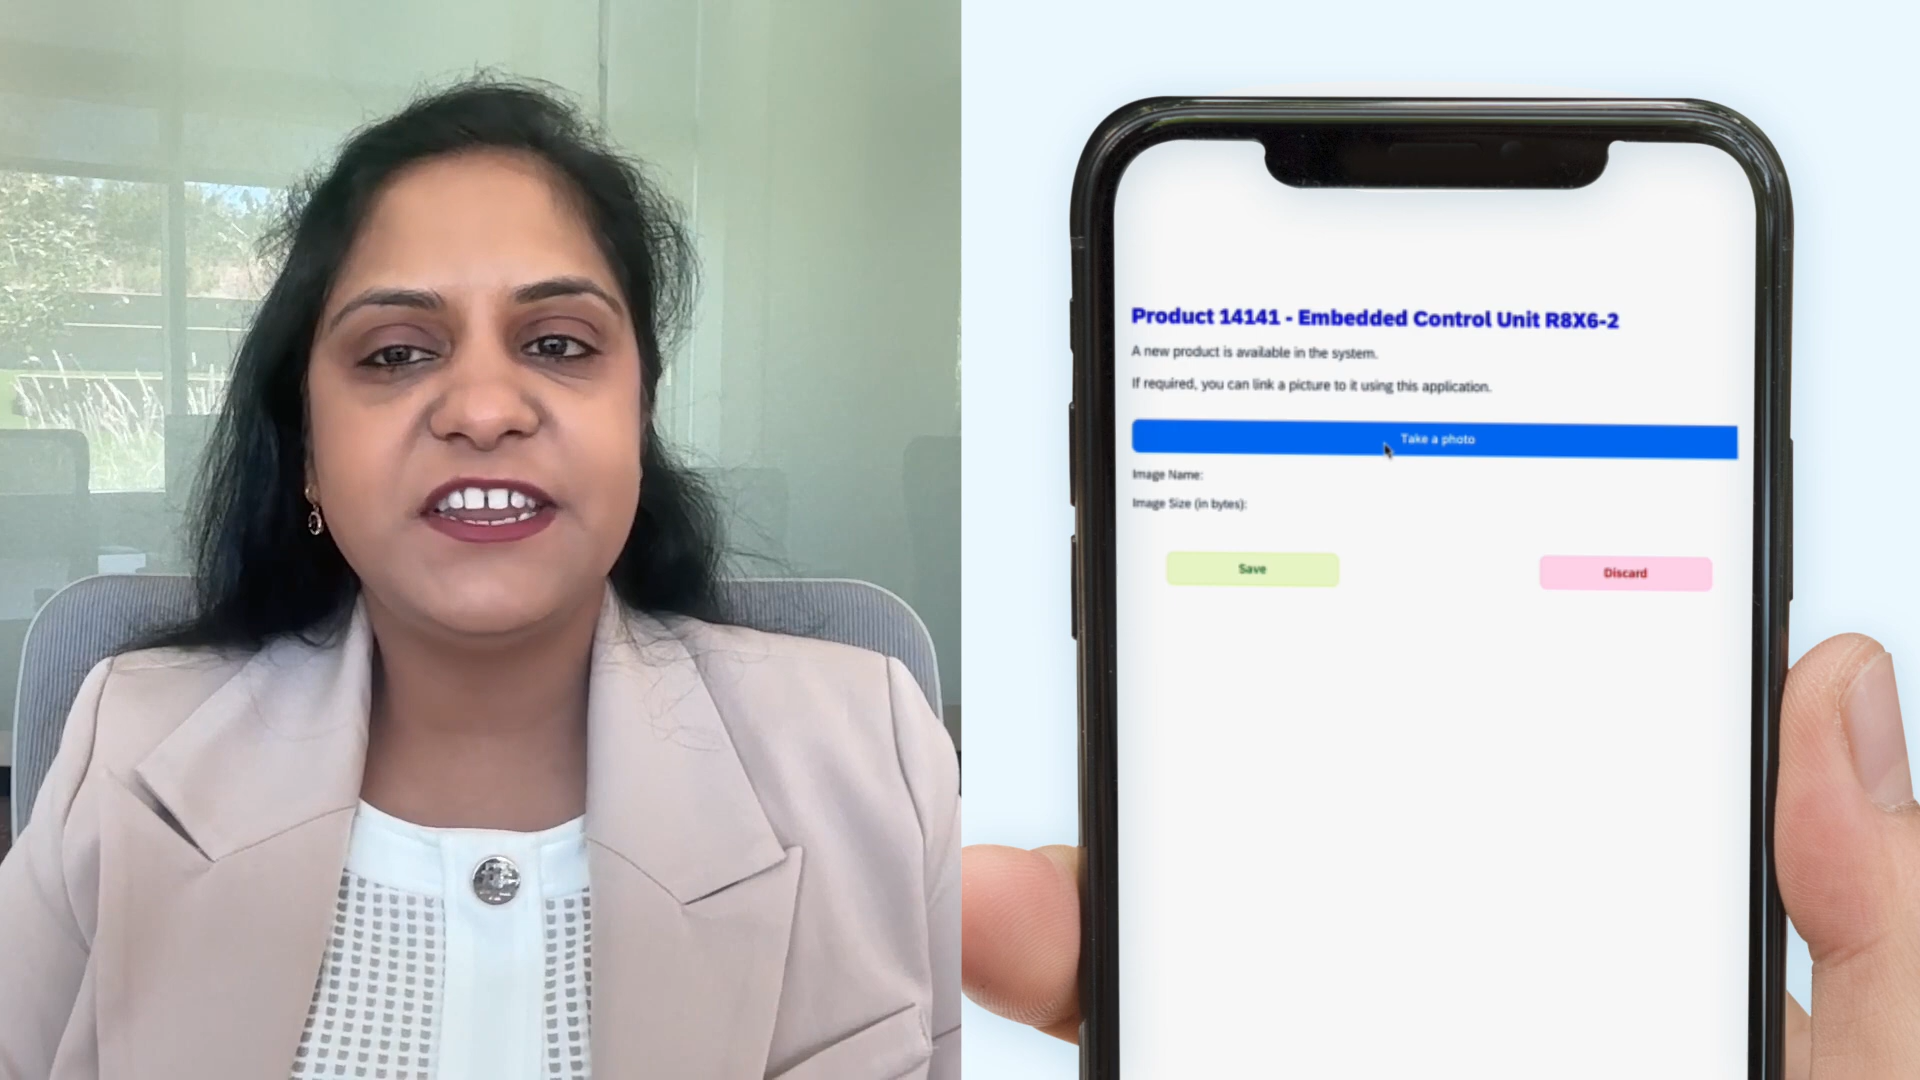 Product 14141 - Embedded Control Unit R8X6-2
A new product is available in the system.
If required, you can link a picture to it using this application.
Take a photo
Image Name:
Image Size (in bytes):
Save
Discard